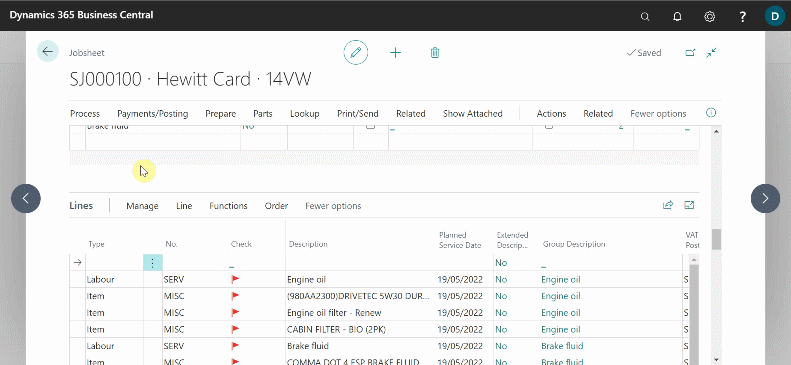 Dynamics 365 Business Central
?
D
Jobsheet
Saved
SJ000100 · Hewitt Card · 14VW
Process Payments/Posting Prepare Parts Lookup Print/Send Related Show Attached Actions Related Fewer options
Brake fluid No 2
Lines Manage Line Functions Order Fewer options
Type No. Check Description Planned Service Date Extended Descrip... Group Description VAT Post
No
Labour SERV Engine oil 19/05/2022 No Engine oil S
Item MISC (980AA2300)DRIVETEC 5W30 DUR... 19/05/2022 No Engine oil S
Item MISC Engine oil filter - Renew 19/05/2022 No Engine oil S
Item MISC CABIN FILTER - BIO (2PK) 19/05/2022 No Engine oil S
Labour SERV Brake fluid 19/05/2022 No Brake fluid S
Item MISC COMMA DOT 4 ESP BRAKE FLUID 19/05/2022 No Brake fluid S